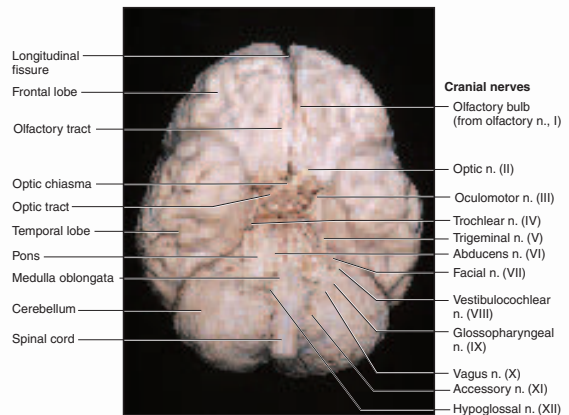 Longitudinal
fissure
Frontal lobe
Olfactory tract
Optic chiasma
Optic tract
Temporal lobe
Pons
Medulla oblongata
Cerebellum
Spinal cord
Cranial nerves
Olfactory bulb
(from olfactory n., I)
Optic n. (II)
Oculomotor n. (III)
Trochlear n. (IV)
Trigeminal n. (V)
Abducens n. (VI)
Facial n. (VII)
Vestibulocochlear
n. (VIII)
Glossopharyngeal
n. (IX)
Vagus n. (X)
Accessory n. (XI)
Hypoglossal n. (XII)